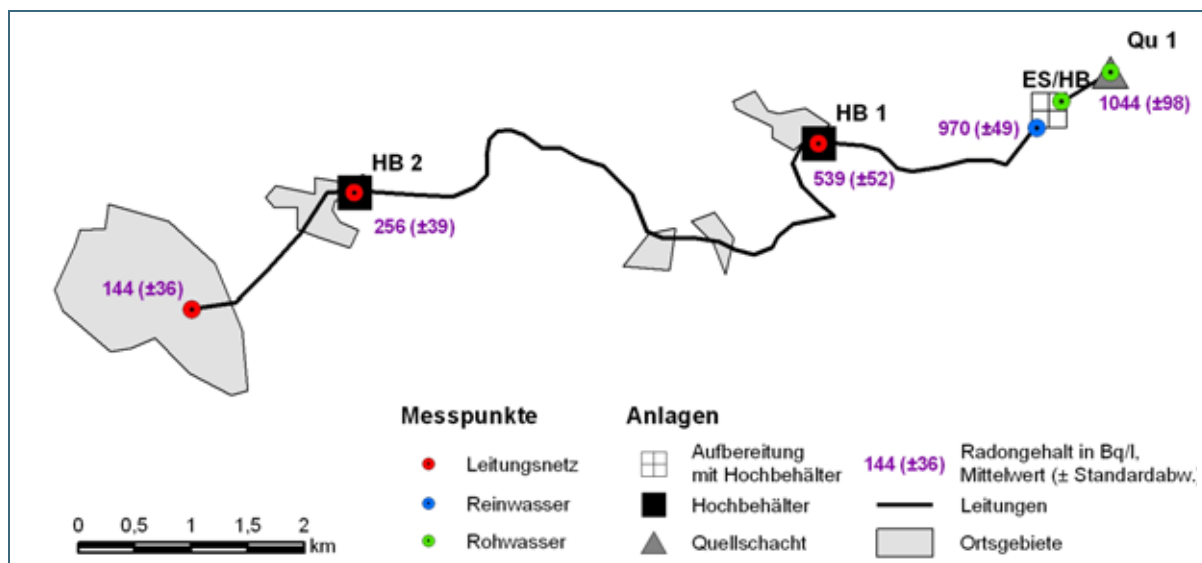 Qu 1
ES/HB
1044 (±98)
HB 1
970 (±49)
539 (±52)
HB 2
256 (±39)
144 (±36)
Messpunkte
Leitungsnetz
Reinwasser
Rohwasser
Anlagen
Aufbereitung
mit Hochbehälter
Hochbehälter
Quellschacht
144 (±36)
Radongehalt in Bq/l,
Mittelwert (± Standardabw.)
Leitungen
Ortsgebiete
0 0,5 1 1,5 2
km